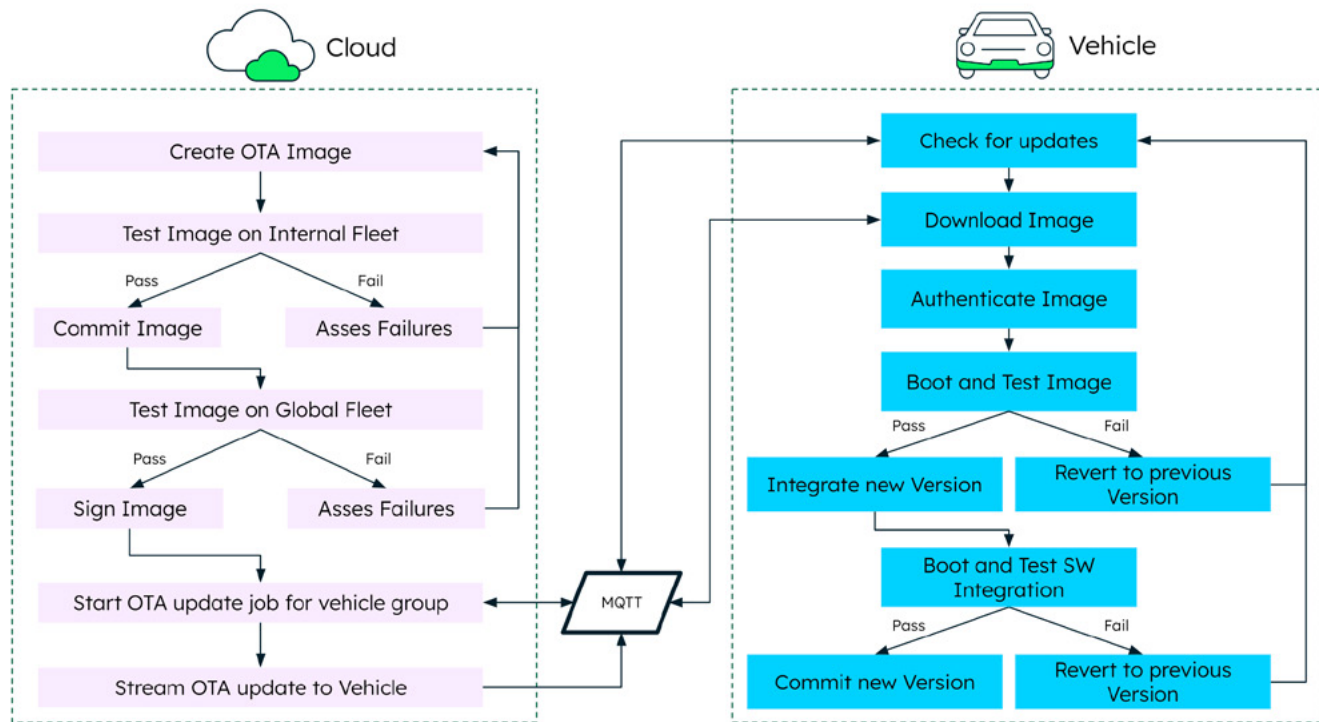 Cloud
Create OTA Image
Test Image on Internal Fleet
Pass
Fail
Commit Image
Asses Failures
Test Image on Global Fleet
Pass
Fail
Sign Image
Asses Failures
Start OTA update job for vehicle group
Stream OTA update to Vehicle
MQTT
Vehicle
Check for updates
Download Image
Authenticate Image
Boot and Test Image
Pass
Fail
Integrate new Version
Revert to previous
Version
Boot and Test SW
Integration
Pass
Fail
Commit new Version
Revert to previous
Version